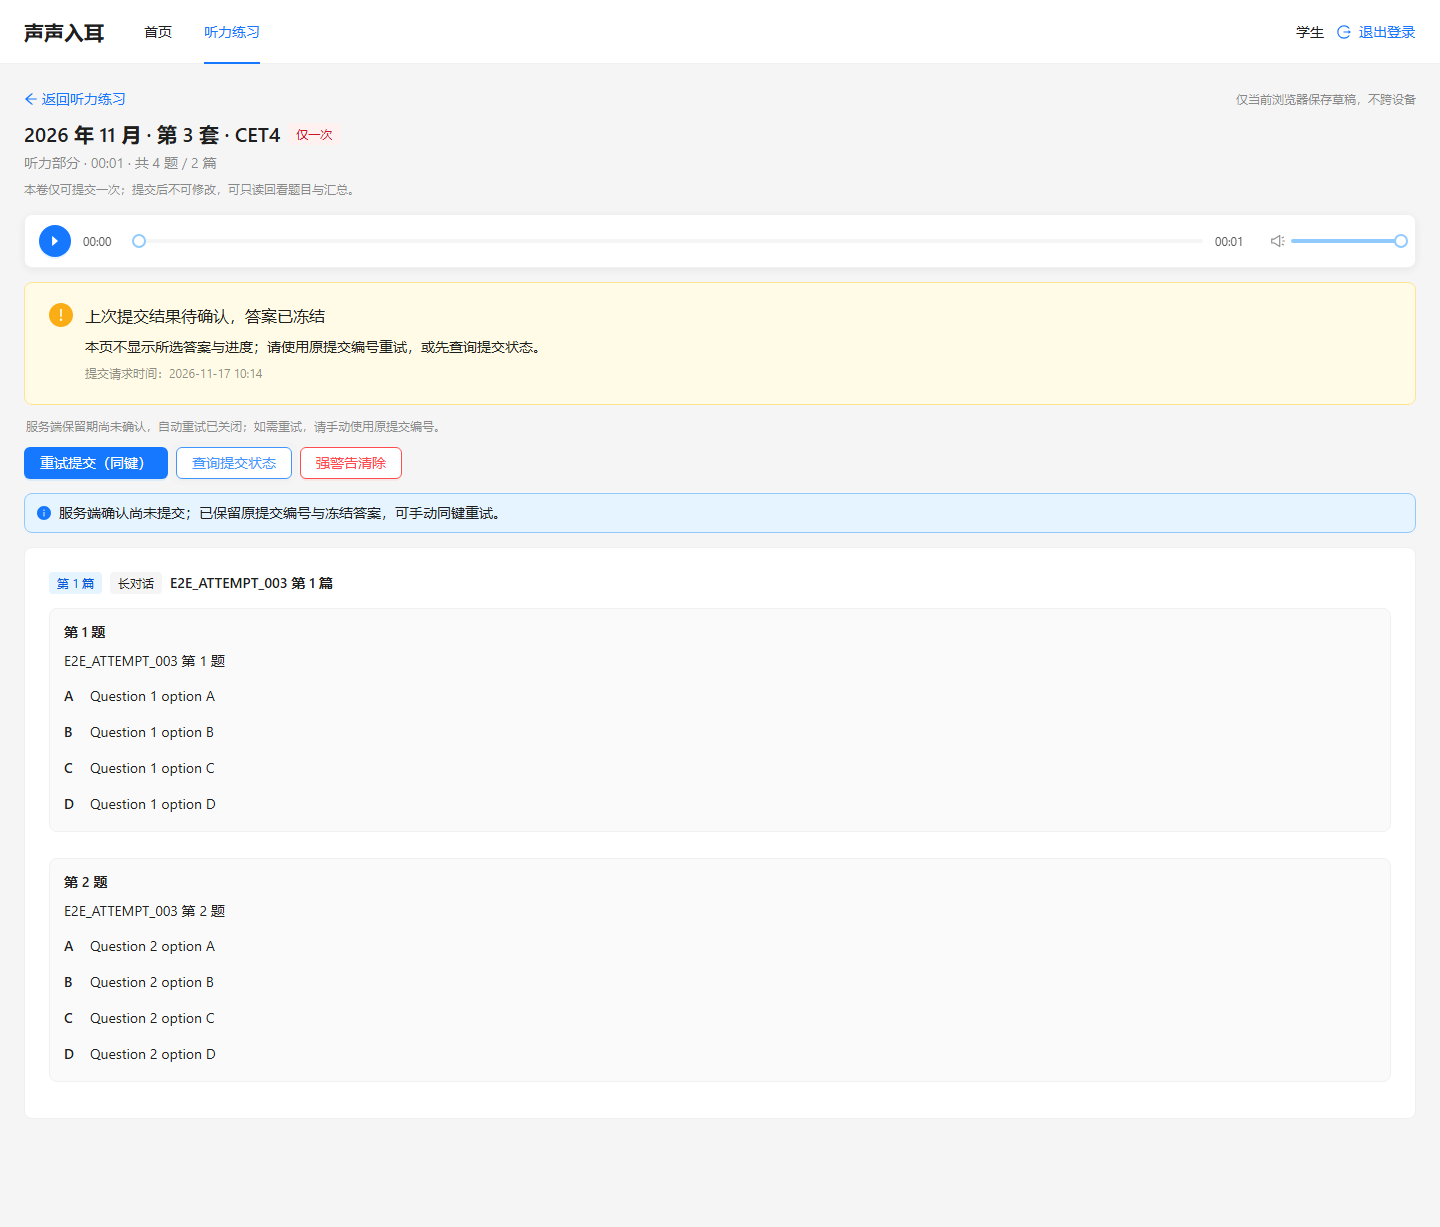 声声入耳
首页
听力练习
学生
退出登录
返回听力练习
仅当前浏览器保存草稿，不跨设备
2026 年 11 月 · 第 3 套 · CET4
仅一次
听力部分 · 00:01 · 共 4 题 / 2 篇
本卷仅可提交一次；提交后不可修改，可只读回看题目与汇总。
00:00
00:01
上次提交结果待确认，答案已冻结
本页不显示所选答案与进度；请使用原提交编号重试，或先查询提交状态。
提交请求时间：2026-11-17 10:14
服务端保留期尚未确认，自动重试已关闭；如需重试，请手动使用原提交编号。
重试提交（同键）
查询提交状态
强警告清除
服务端确认尚未提交；已保留原提交编号与冻结答案，可手动同键重试。
第 1 篇
长对话
E2E_ATTEMPT_003 第 1 篇
第 1 题
E2E_ATTEMPT_003 第 1 题
A Question 1 option A
B Question 1 option B
C Question 1 option C
D Question 1 option D
第 2 题
E2E_ATTEMPT_003 第 2 题
A Question 2 option A
B Question 2 option B
C Question 2 option C
D Question 2 option D